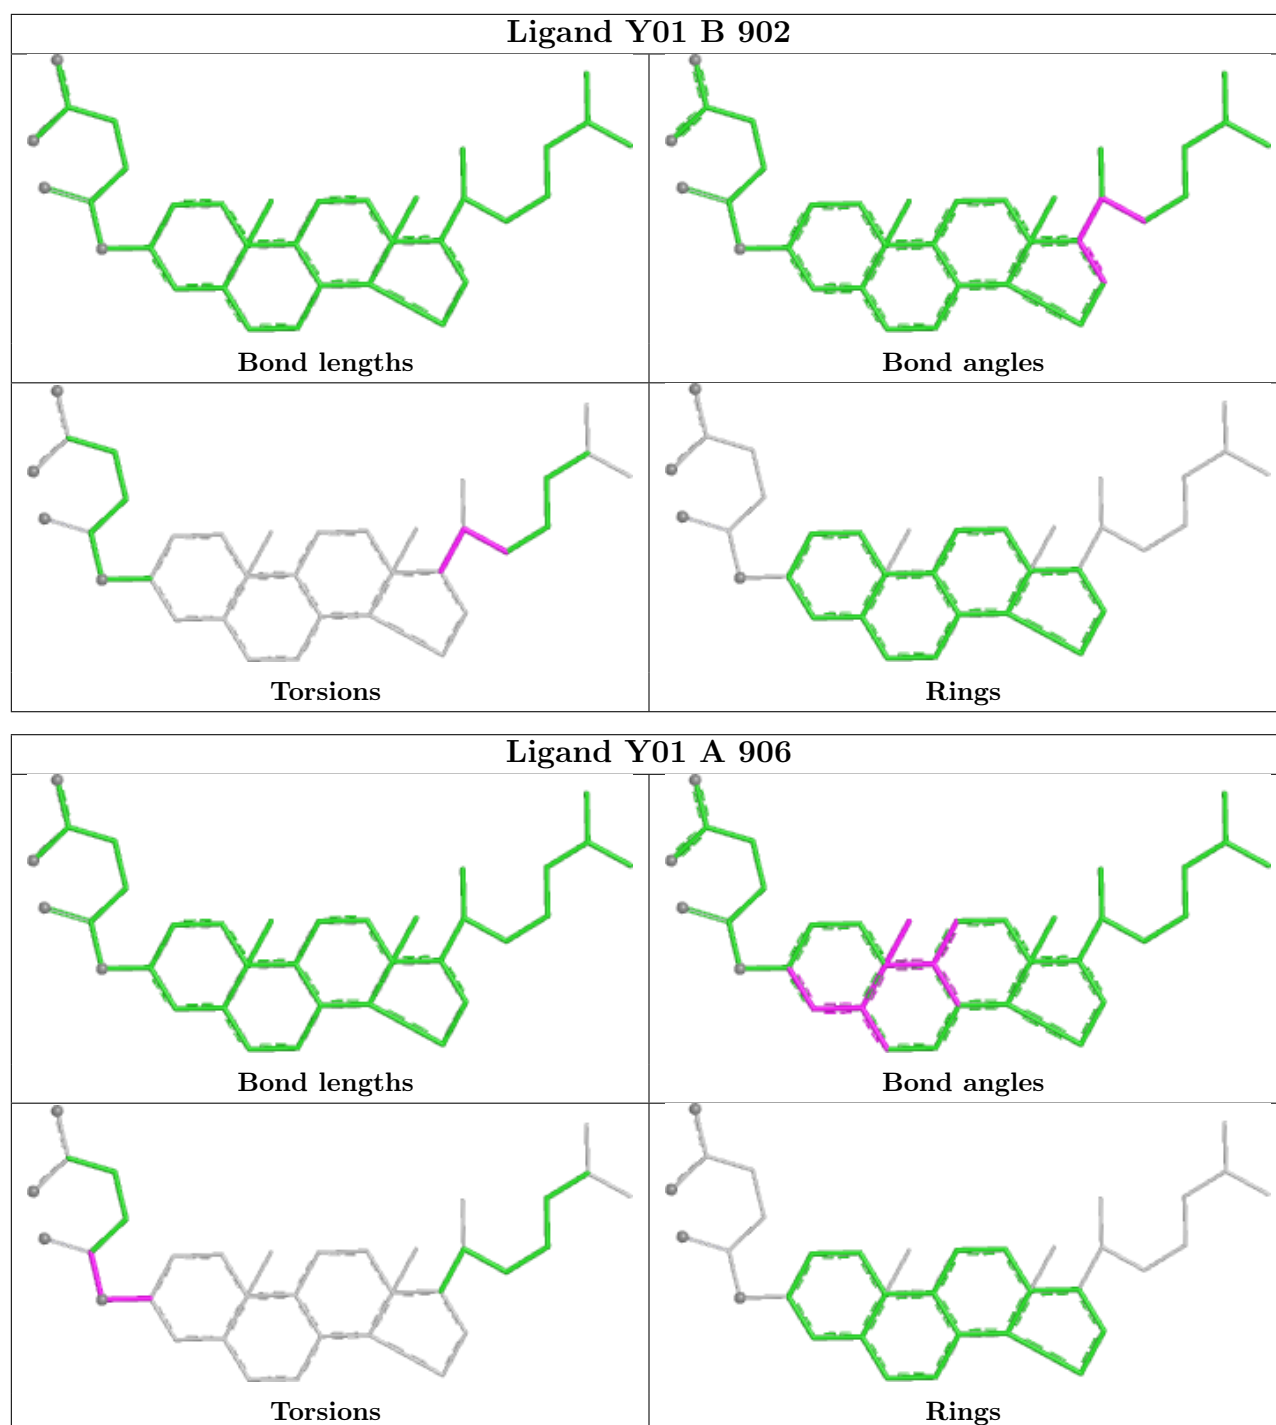 Ligand Y01 B 902
Bond lengths
Bond angles
Torsions
Rings
Ligand Y01 A 906
Bond lengths
Bond angles
Torsions
Rings